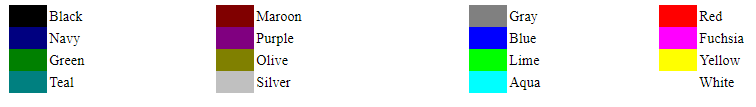 Black Maroon Gray Red
Navy Purple Blue Fuchsia
Green Olive Lime Yellow
Teal Silver Aqua White